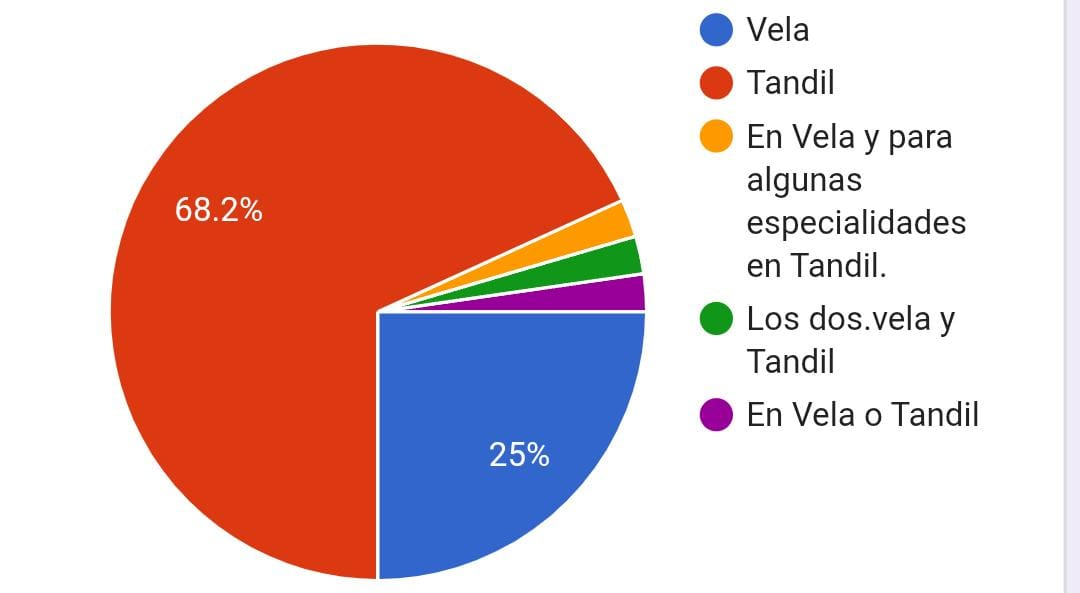 Vela
Tandil
En Vela y para
algunas
especialidades
en Tandil.
Los dos.vela y
Tandil
En Vela o Tandil
68.2%
25%